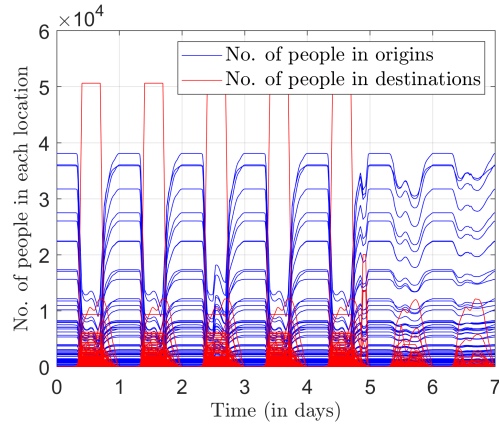 ×10^4
6
5
4
3
2
1
0
No. of people in each location
No. of people in origins
No. of people in destinations
0 1 2 3 4 5 6 7
Time (in days)